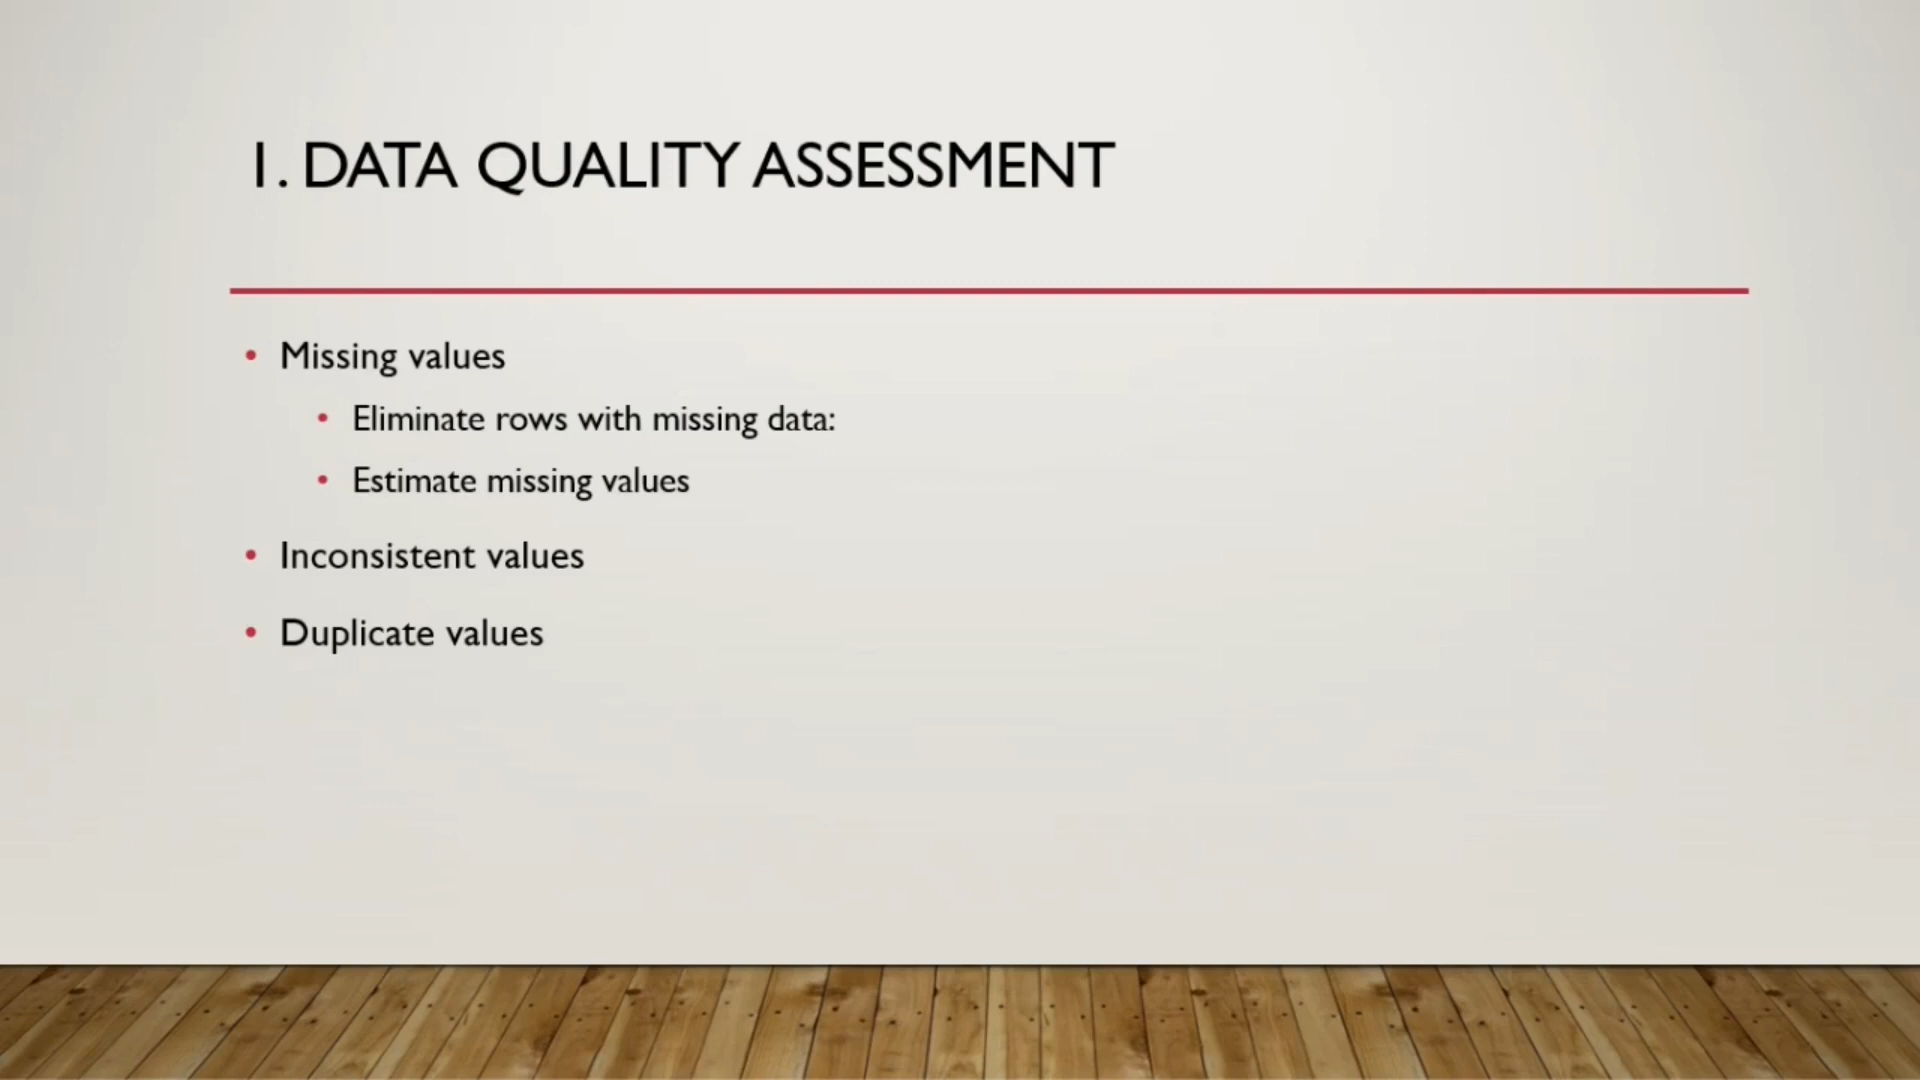 1. DATA QUALITY ASSESSMENT
• Missing values
• Eliminate rows with missing data:
• Estimate missing values
• Inconsistent values
• Duplicate values